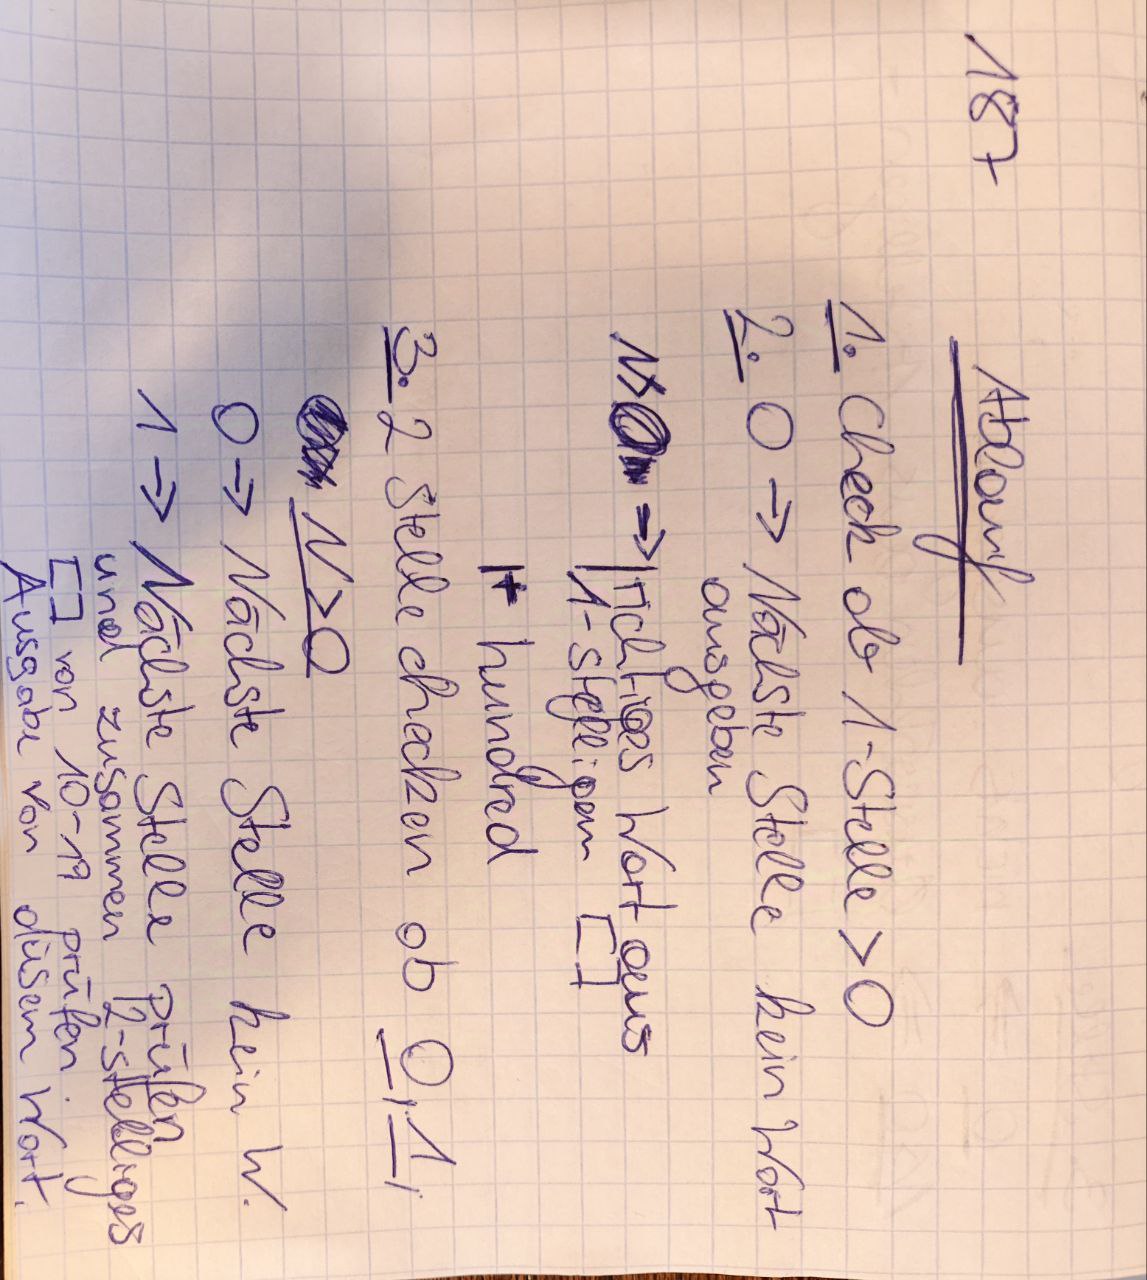 187 Ablauf
1. Check ob 1-Stelle > 0
2. 0 → Nächste Stelle kein Wort
ausgeben
N > 0 → richtiges Wort aus
1-stelligem []
+ hundred
3. 2 Stelle checken ob 0, 1,
N > 0
0 → Nächste Stelle kein W.
1 → Nächste Stelle prüfen
und zusammen 2-stelliges
[] von 10-19 prüfen.
Ausgabe von diesem Wort.